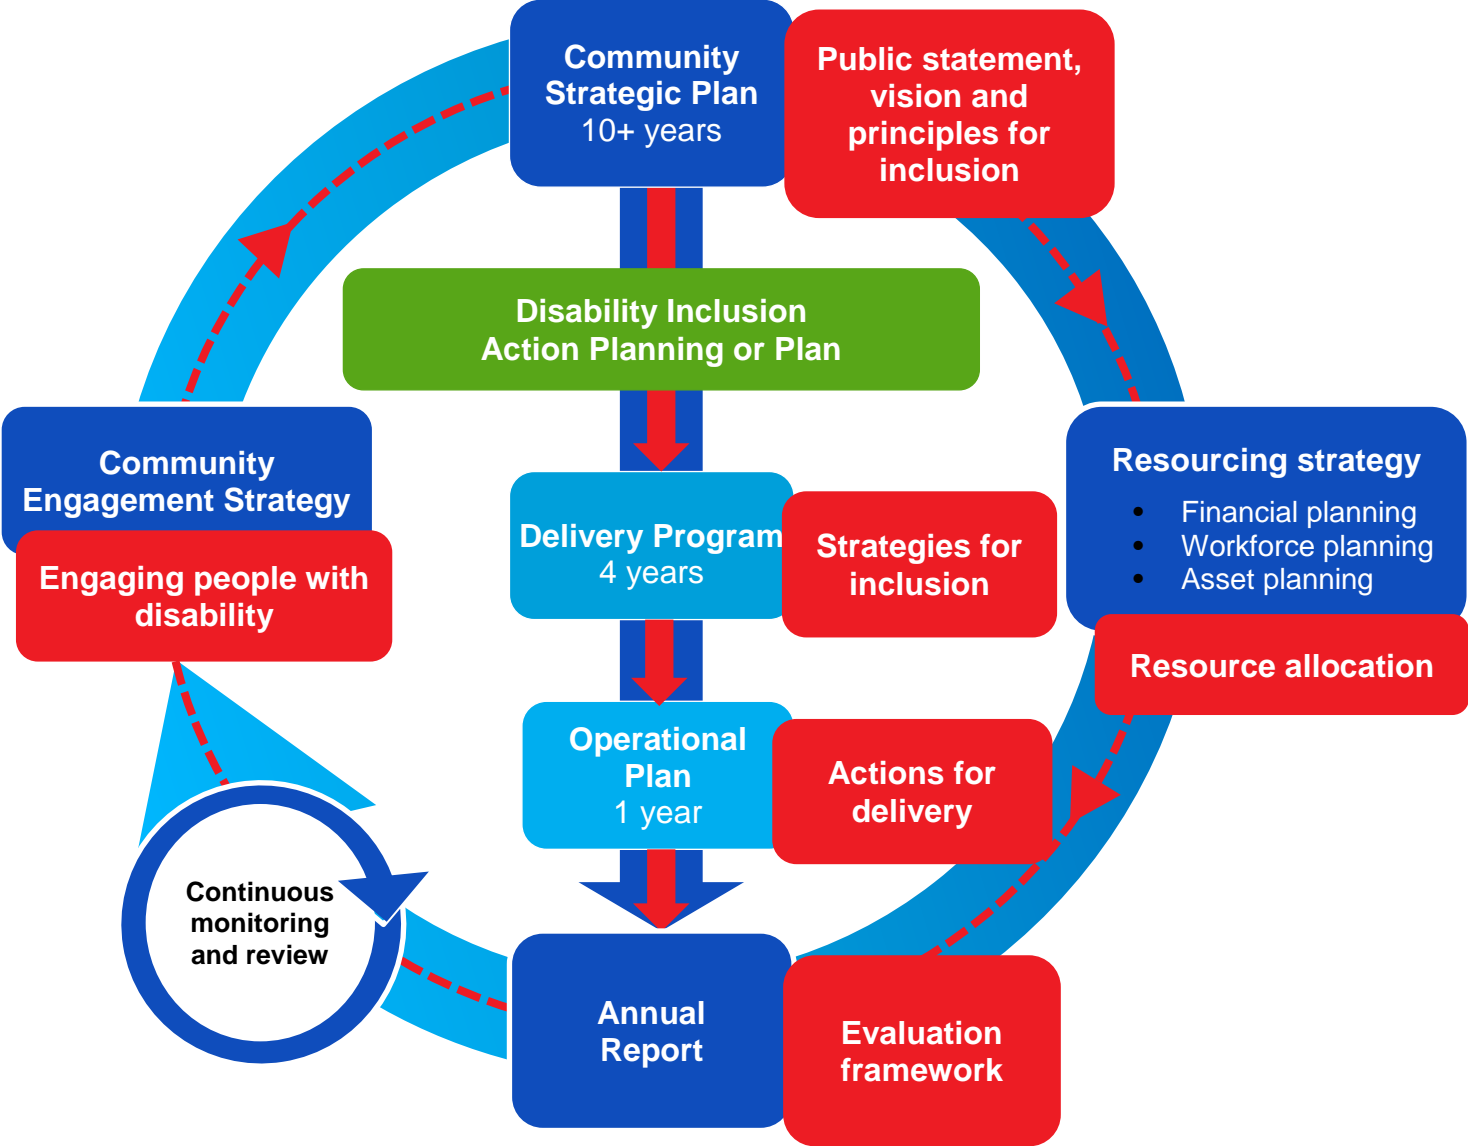 Community
Strategic Plan
10+ years
Public statement,
vision and
principles for
inclusion
Disability Inclusion
Action Planning or Plan
Community
Engagement Strategy
Engaging people with
disability
Resourcing strategy
• Financial planning
• Workforce planning
• Asset planning
Resource allocation
Delivery Program
4 years
Strategies for
inclusion
Operational
Plan
1 year
Actions for
delivery
Continuous
monitoring
and review
Annual
Report
Evaluation
framework